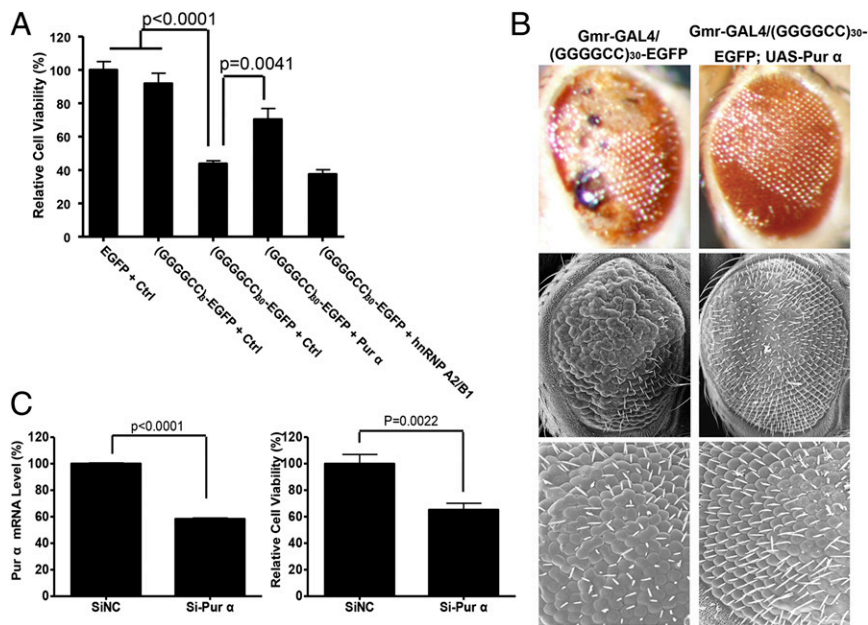 A
p<0.0001
p=0.0041
Relative Cell Viability (%)
120
100
80
60
40
20
0
EGFP + Ctrl
(GGGGCC)3-EGFP + Ctrl
(GGGGCC)30-EGFP + Ctrl
(GGGGCC)30-EGFP + Pur α
(GGGGCC)30-EGFP + hnRNP A2/B1
B
Gmr-GAL4/
(GGGGCC)30-EGFP
Gmr-GAL4/(GGGGCC)30-
EGFP; UAS-Pur α
C
p<0.0001
Pur α mRNA Level (%)
120
100
80
60
40
20
0
SiNC
Si-Pur α
P=0.0022
Relative Cell Viability (%)
120
100
80
60
40
20
0
SiNC
Si-Pur α